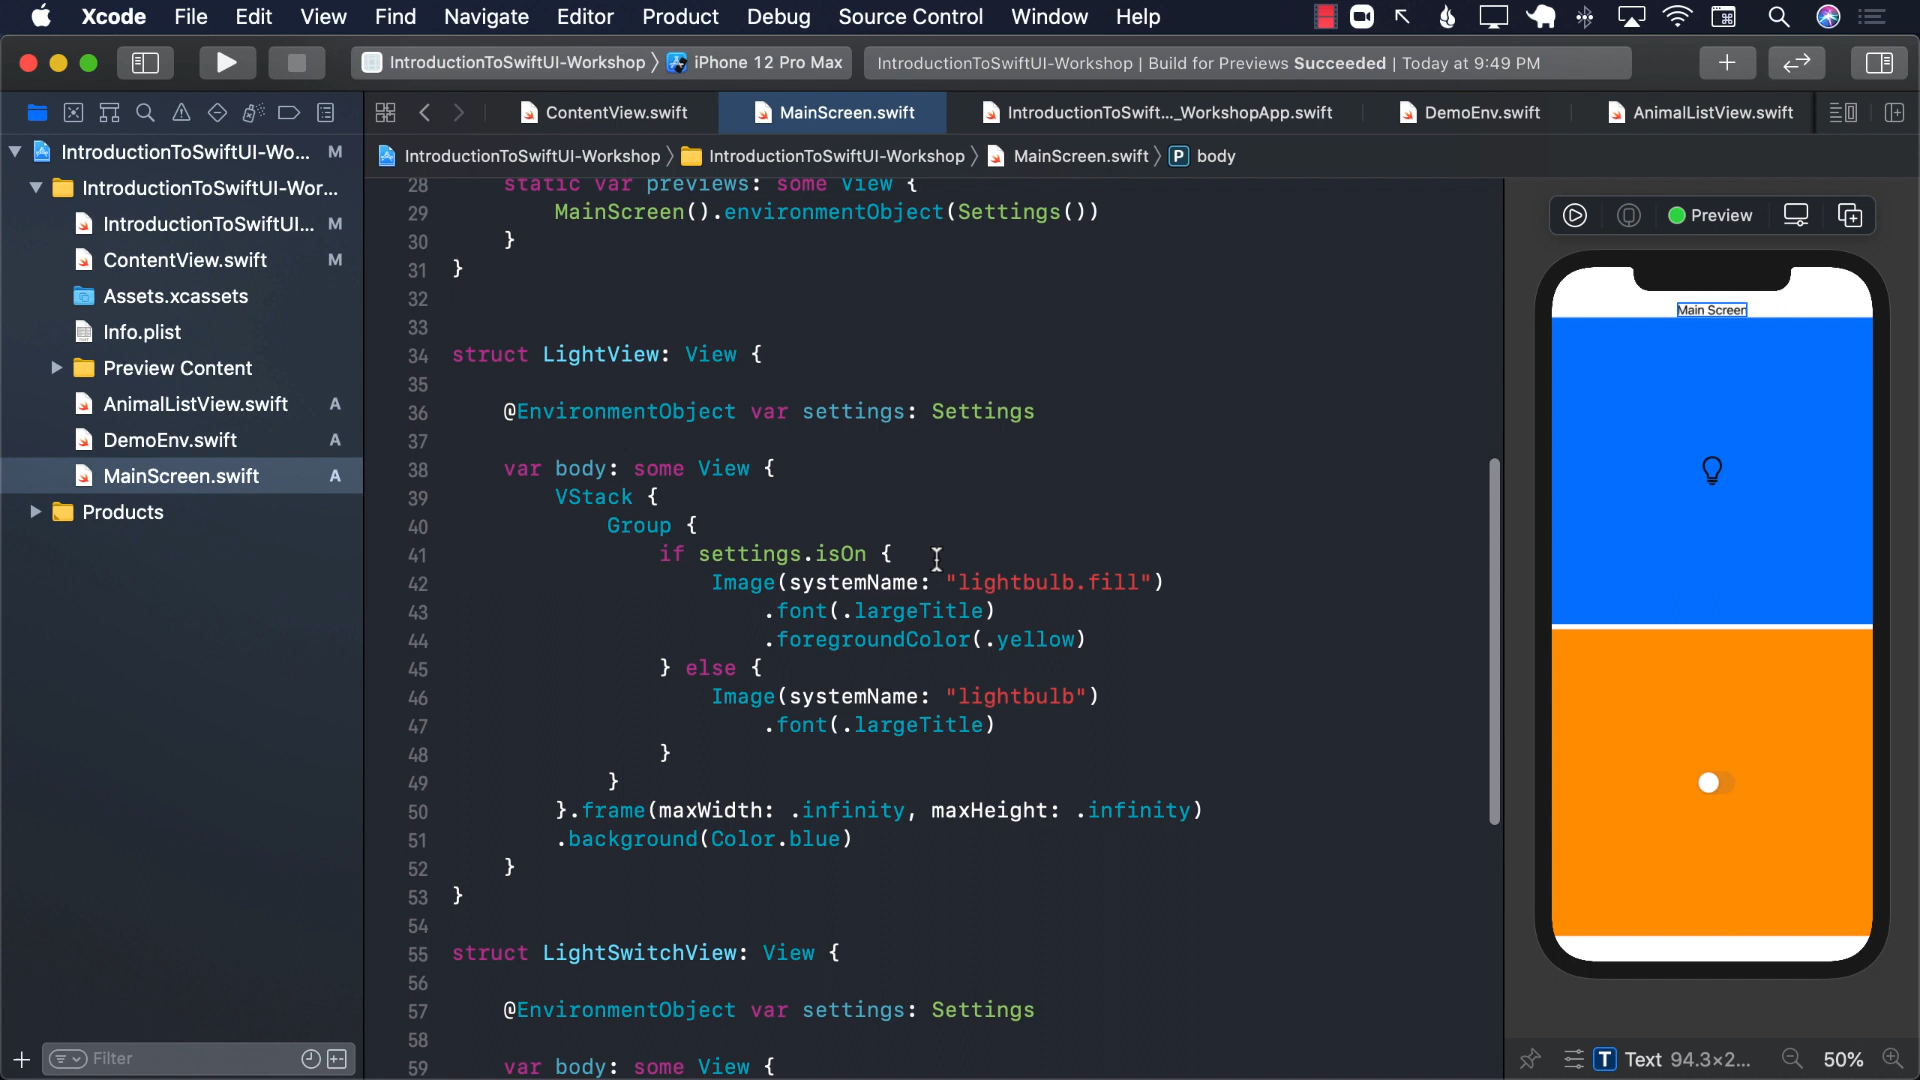 Xcode File Edit View Find Navigate Editor Product Debug Source Control Window Help
IntroductionToSwiftUI-Workshop iPhone 12 Pro Max
IntroductionToSwiftUI-Workshop | Build for Previews Succeeded | Today at 9:49 PM
ContentView.swift MainScreen.swift IntroductionToSwift..._WorkshopApp.swift DemoEnv.swift AnimalListView.swift
IntroductionToSwiftUI-Workshop IntroductionToSwiftUI-Workshop MainScreen.swift P body
IntroductionToSwiftUI-Wo... M
IntroductionToSwiftUI-Wor...
IntroductionToSwiftUI... M
ContentView.swift M
Assets.xcassets
Info.plist
Preview Content
AnimalListView.swift A
DemoEnv.swift A
MainScreen.swift A
Products
Filter
28 static var previews: some View {
29 MainScreen().environmentObject(Settings())
30 }
31 }
32
33
34 struct LightView: View {
35
36 @EnvironmentObject var settings: Settings
37
38 var body: some View {
39 VStack {
40 Group {
41 if settings.isOn {
42 Image(systemName: "lightbulb.fill")
43 .font(.largeTitle)
44 .foregroundColor(.yellow)
45 } else {
46 Image(systemName: "lightbulb")
47 .font(.largeTitle)
48 }
49 }
50 }.frame(maxWidth: .infinity, maxHeight: .infinity)
51 .background(Color.blue)
52 }
53 }
54
55 struct LightSwitchView: View {
56
57 @EnvironmentObject var settings: Settings
58
59 var body: some View {
Preview
Main Screen
T Text 94.3×2... 50%